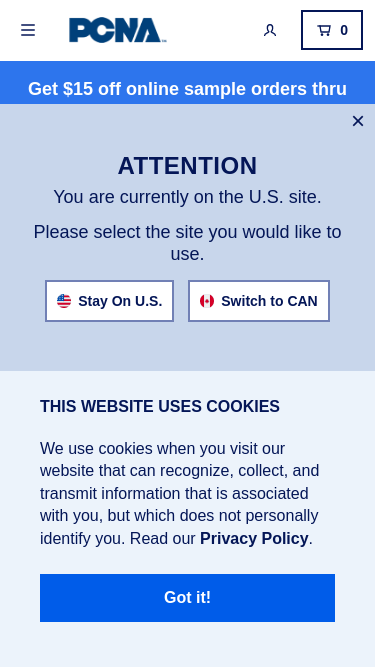 PCNA
0
Get $15 off online sample orders thru
ATTENTION
You are currently on the U.S. site.
Please select the site you would like to
use.
Stay On U.S.
Switch to CAN
THIS WEBSITE USES COOKIES
We use cookies when you visit our
website that can recognize, collect, and
transmit information that is associated
with you, but which does not personally
identify you. Read our Privacy Policy.
Got it!